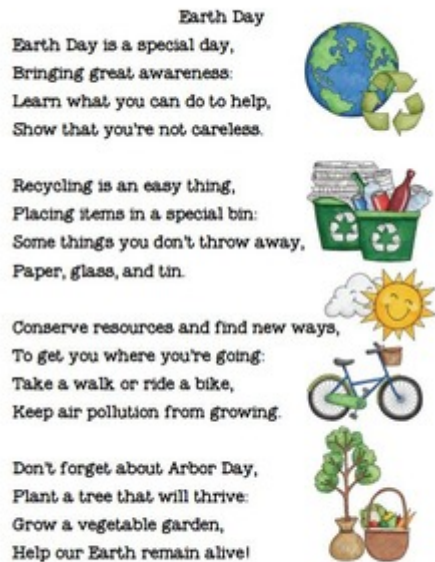 Earth Day
Earth Day is a special day,
Bringing great awareness:
Learn what you can do to help,
Show that you're not careless.
Recycling is an easy thing,
Placing items in a special bin:
Some things you don't throw away,
Paper, glass, and tin.
Conserve resources and find new ways,
To get you where you're going:
Take a walk or ride a bike,
Keep air pollution from growing.
Don't forget about Arbor Day,
Plant a tree that will thrive:
Grow a vegetable garden,
Help our Earth remain alive!